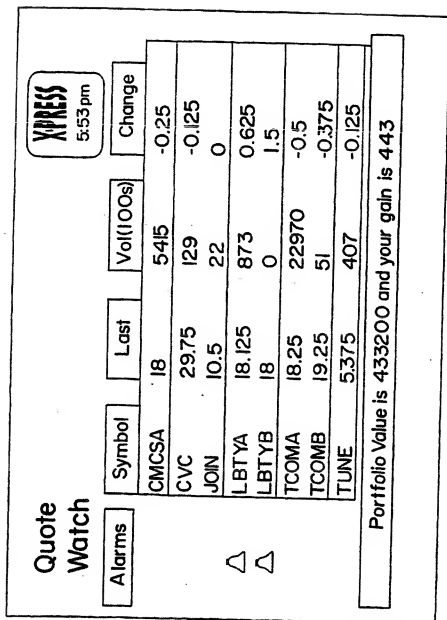 Quote
Watch
X•PRESS
5:53pm
Alarms Symbol Last Vol(100s) Change
CMCSA 18 5415 -0.25
CVC 29.75 129 -0.125
JOIN 10.5 22 0
LBTYA 18.125 873 0.625
LBTYB 18 0 1.5
TCOMA 18.25 22970 -0.5
TCOMB 19.25 51 -0.375
TUNE 5.375 407 -0.125
Portfolio Value is 433200 and your gain is 443